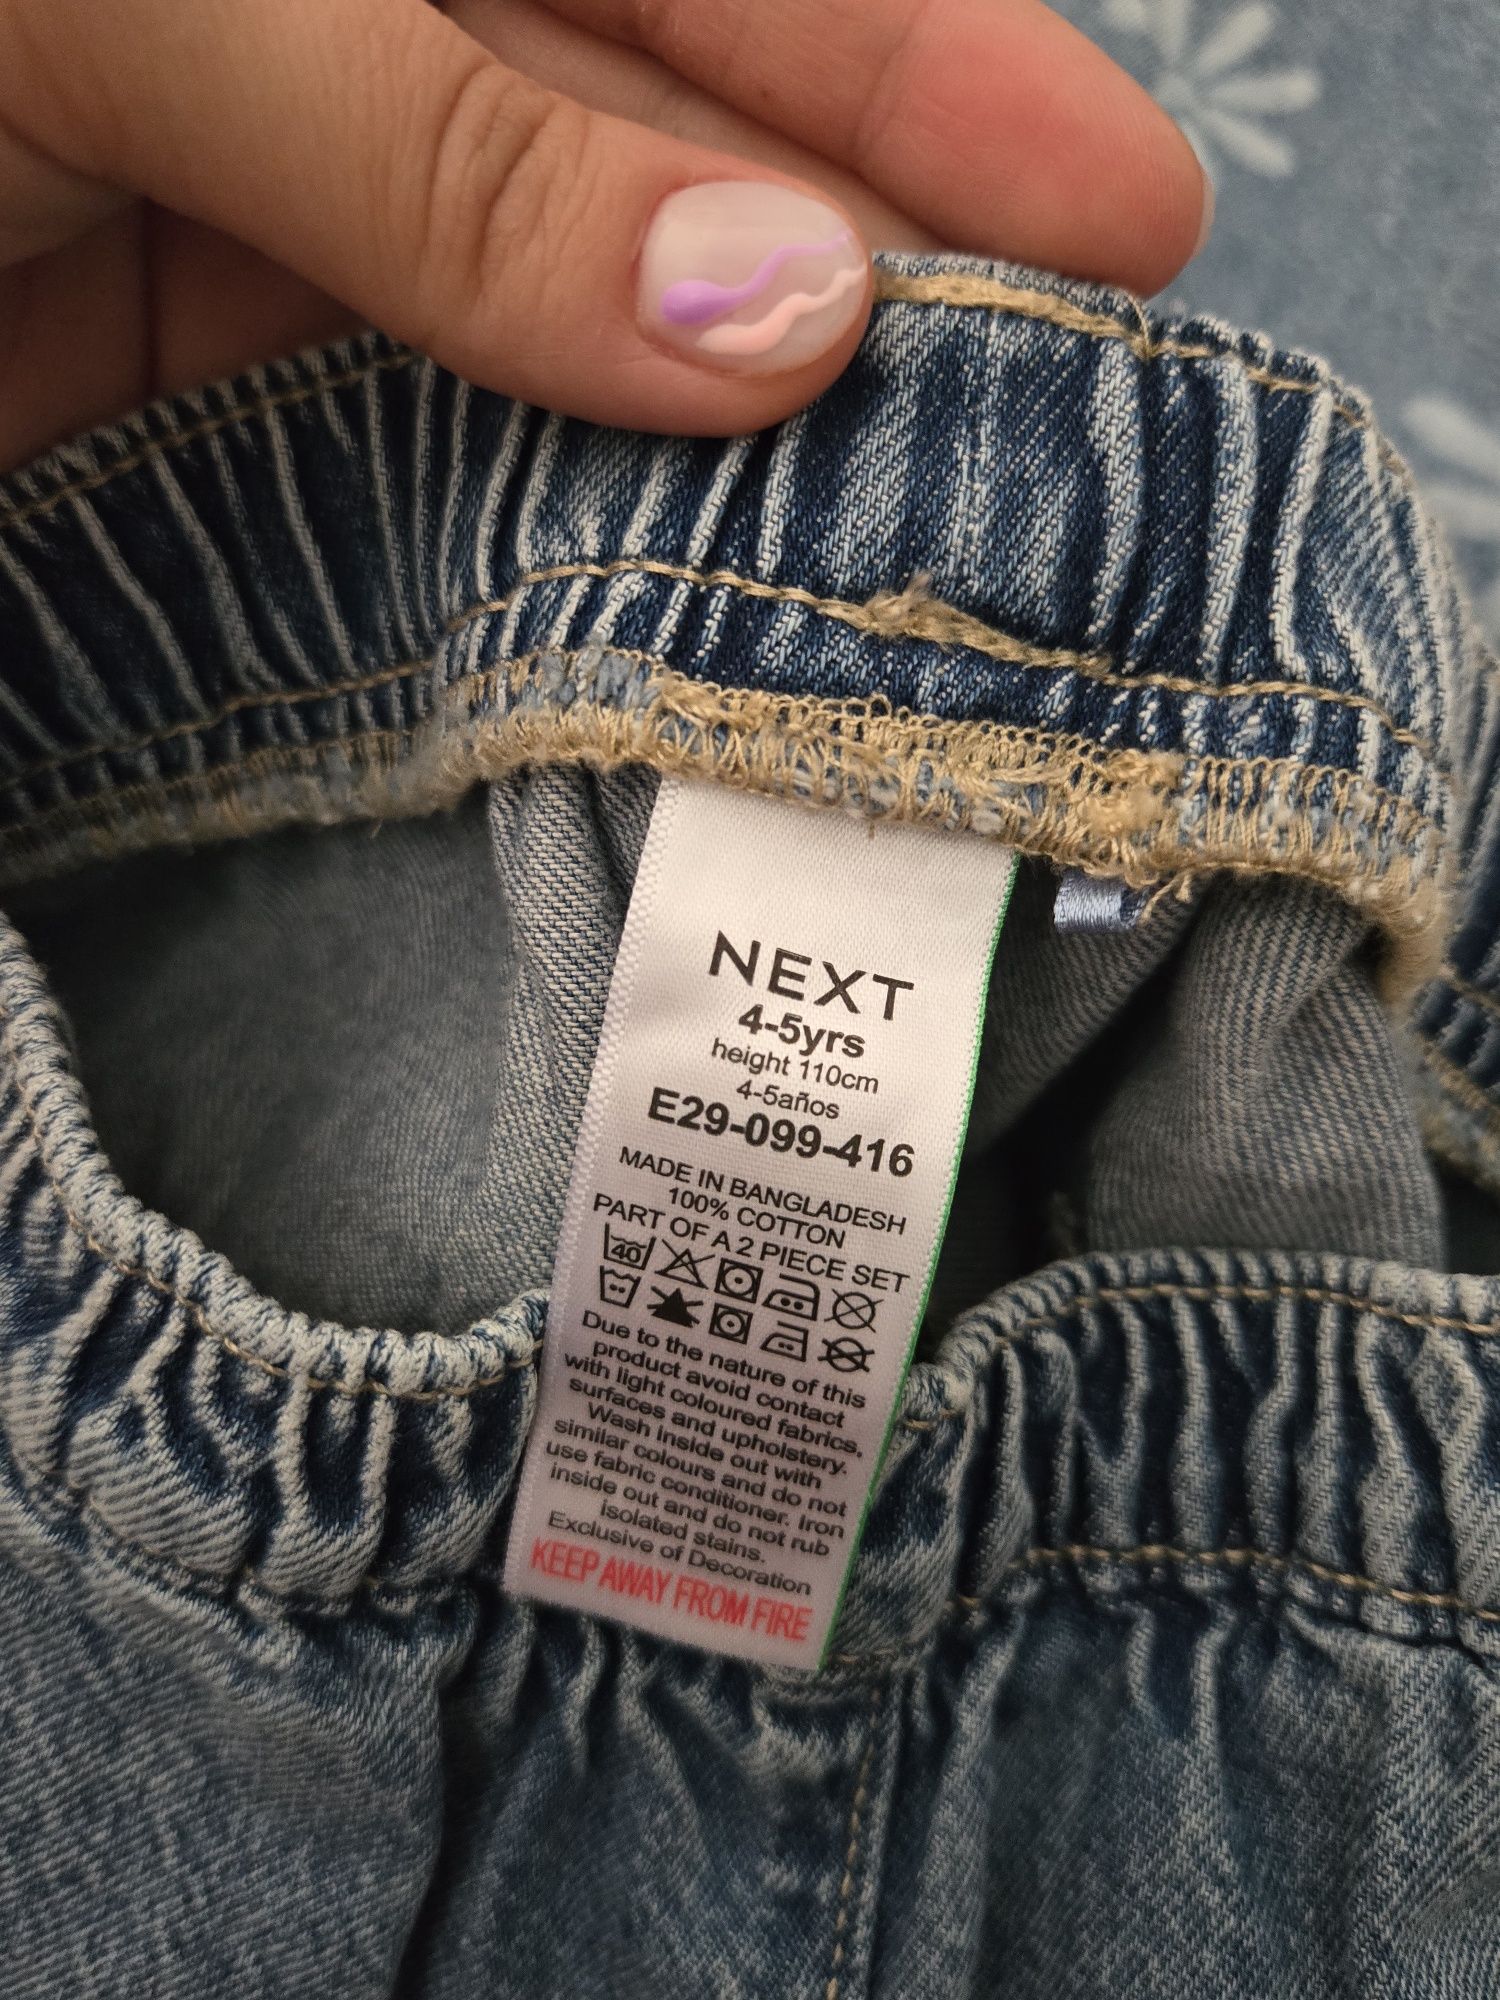 NEXT
4-5yrs
height 110cm
4-5años
E29-099-416
MADE IN BANGLADESH
100% COTTON
PART OF A 2 PIECE SET
40
Due to the nature of this
product avoid contact
with light coloured fabrics,
surfaces and upholstery.
Wash inside out with
similar colours and do not
use fabric conditioner. Iron
inside out and do not rub
isolated stains.
Exclusive of Decoration
KEEP AWAY FROM FIRE